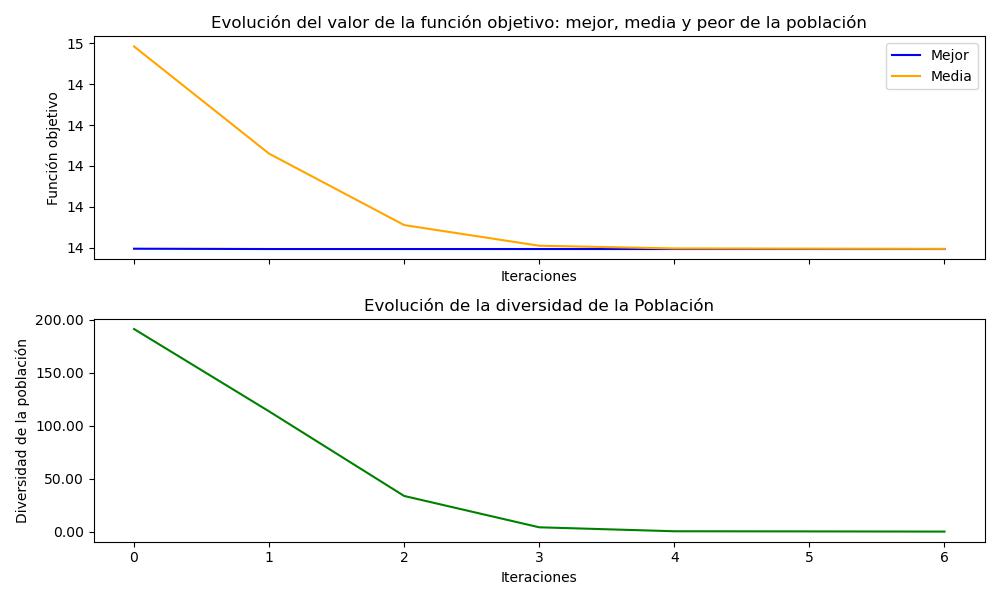 Evolución del valor de la función objetivo: mejor, media y peor de la población
15
14
14
14
14
14
Función objetivo
Mejor
Media
Iteraciones
Evolución de la diversidad de la Población
200.00
150.00
100.00
50.00
0.00
Diversidad de la población
0 1 2 3 4 5 6
Iteraciones